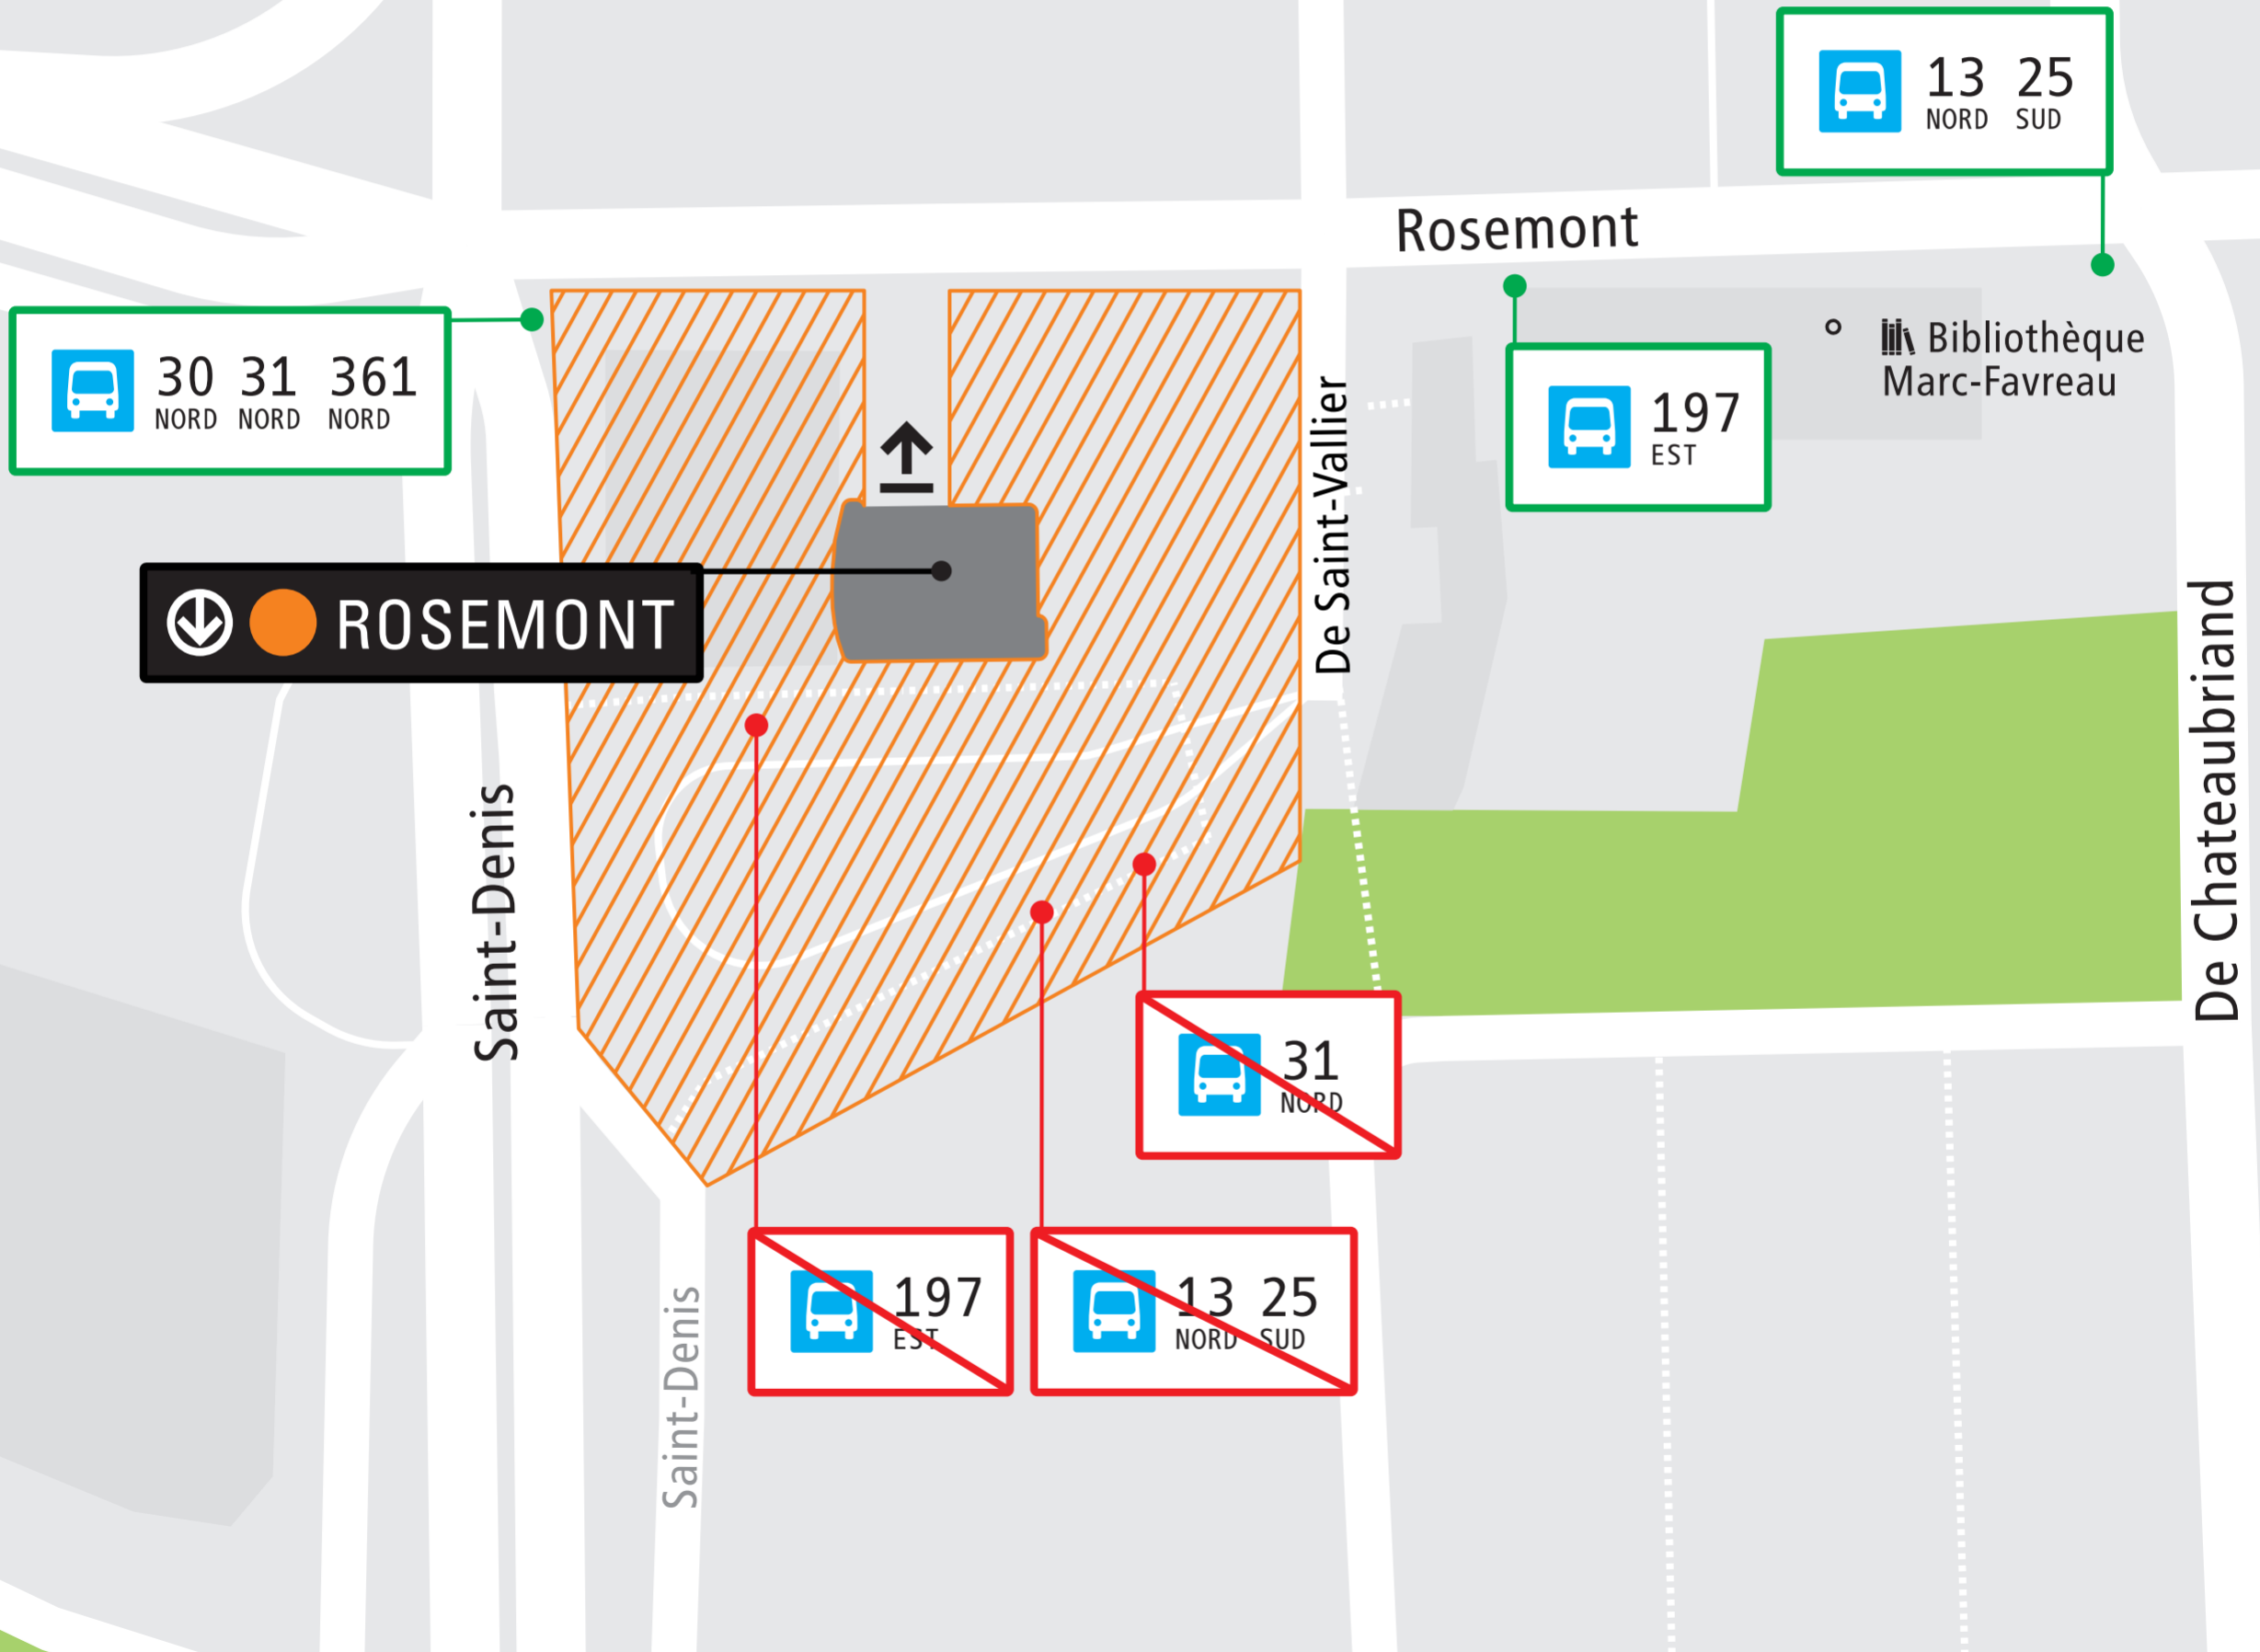 13 25
NORD SUD
Rosemont
30 31 361
NORD NORD NORD
Bibliothèque
Marc-Favreau
197
EST
De Saint-Vallier
ROSEMONT
De Chateaubriand
Saint-Denis
31
NORD
197
EST
13 25
NORD SUD
Saint-Denis